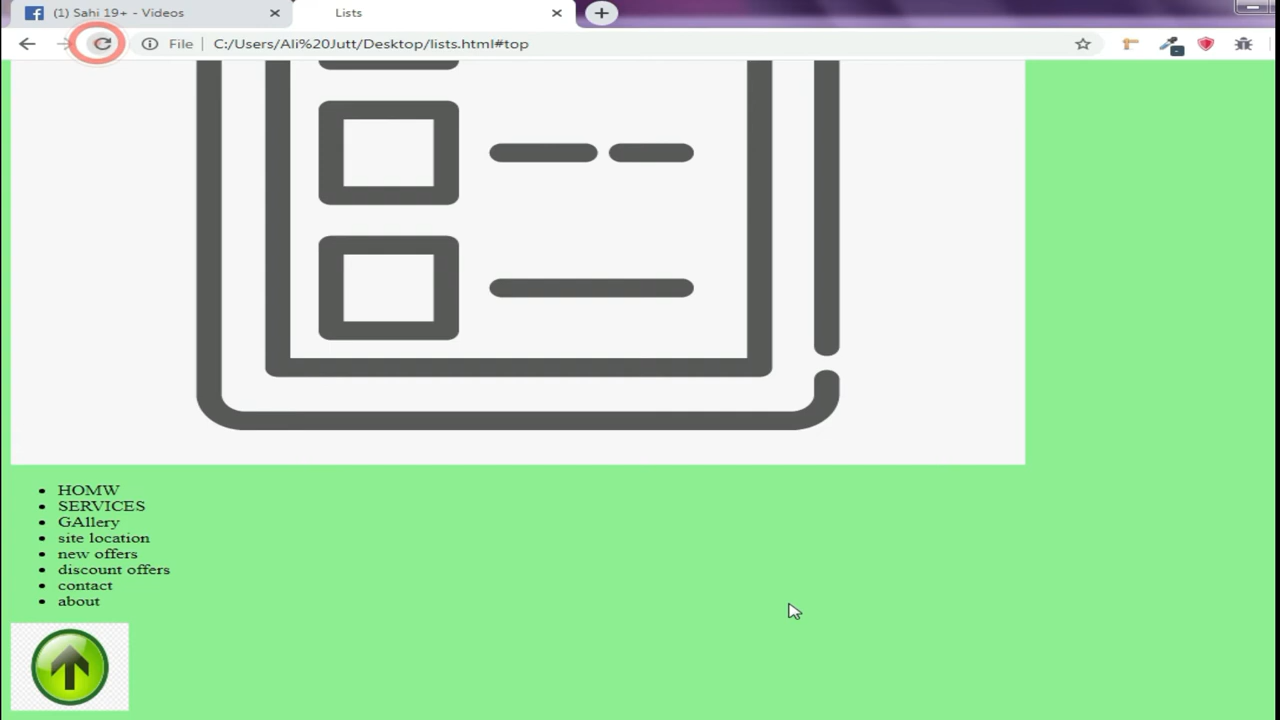 (1) Sahi 19+ - Videos
Lists
File
C:/Users/Ali%20Jutt/Desktop/lists.html#top
HOMW
SERVICES
GAllery
site location
new offers
discount offers
contact
about